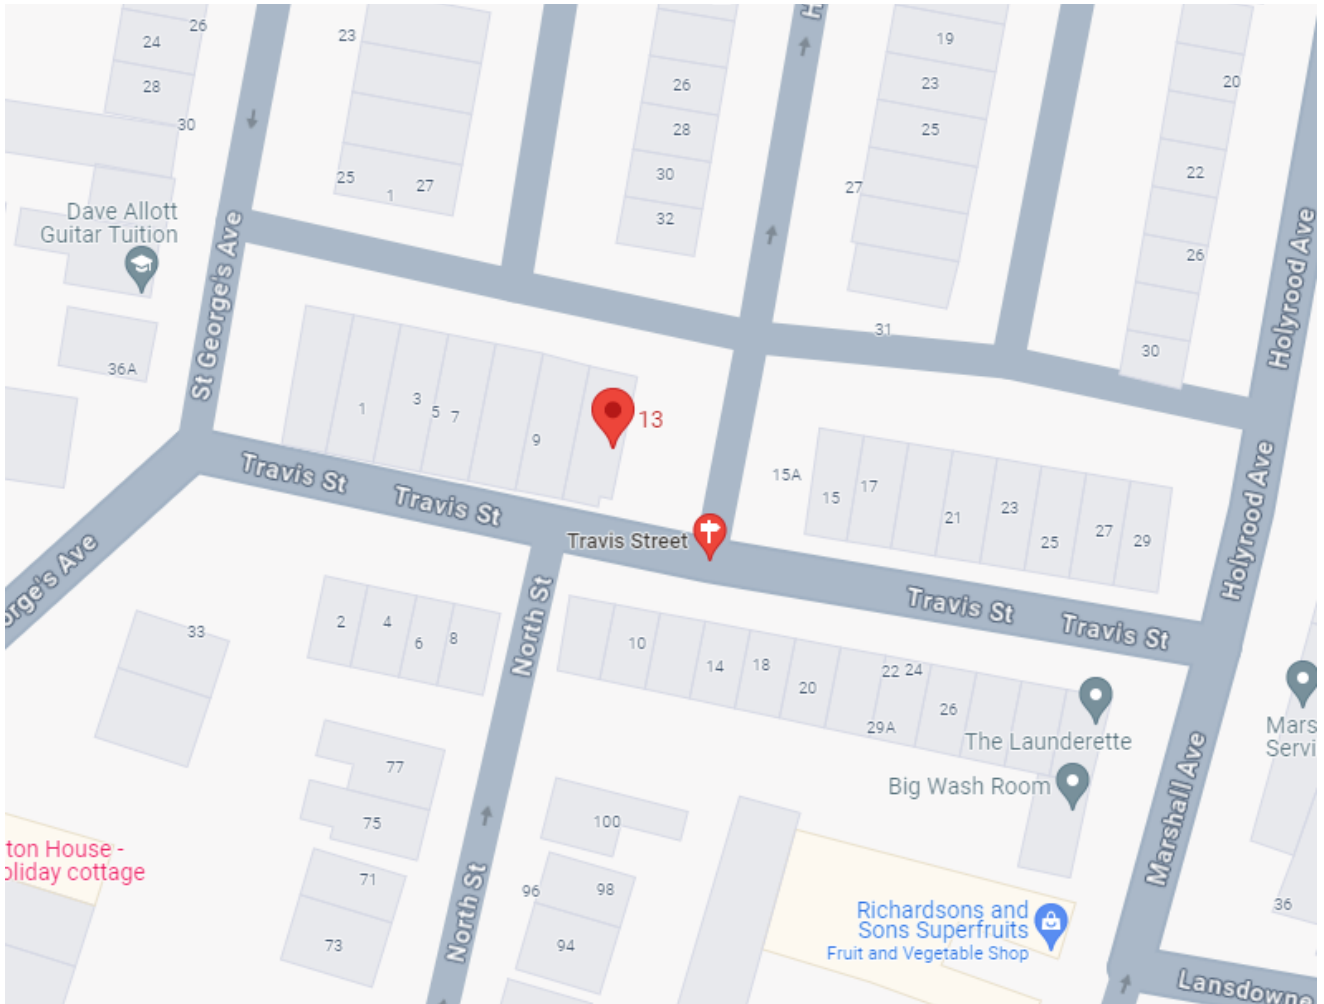 26
24
23
19
26
23
20
28
28
25
30
25
1
27
30
27
22
32
Dave Allott
Guitar Tuition
26
St George's Ave
Holyrood Ave
31
30
36A
1
3
5
7
9
13
15A
15
17
21
23
25
27
29
Travis St
Travis St
Travis Street
Holyrood Ave
orge's Ave
North St
Travis St
Travis St
33
2
4
6
8
10
14
18
20
22
24
26
29A
The Launderette
Mars
Servi
Big Wash Room
Marshall Ave
77
75
100
71
73
96
98
94
North St
ton House -
oliday cottage
Richardsons and
Sons Superfruits
Fruit and Vegetable Shop
36
Lansdowne